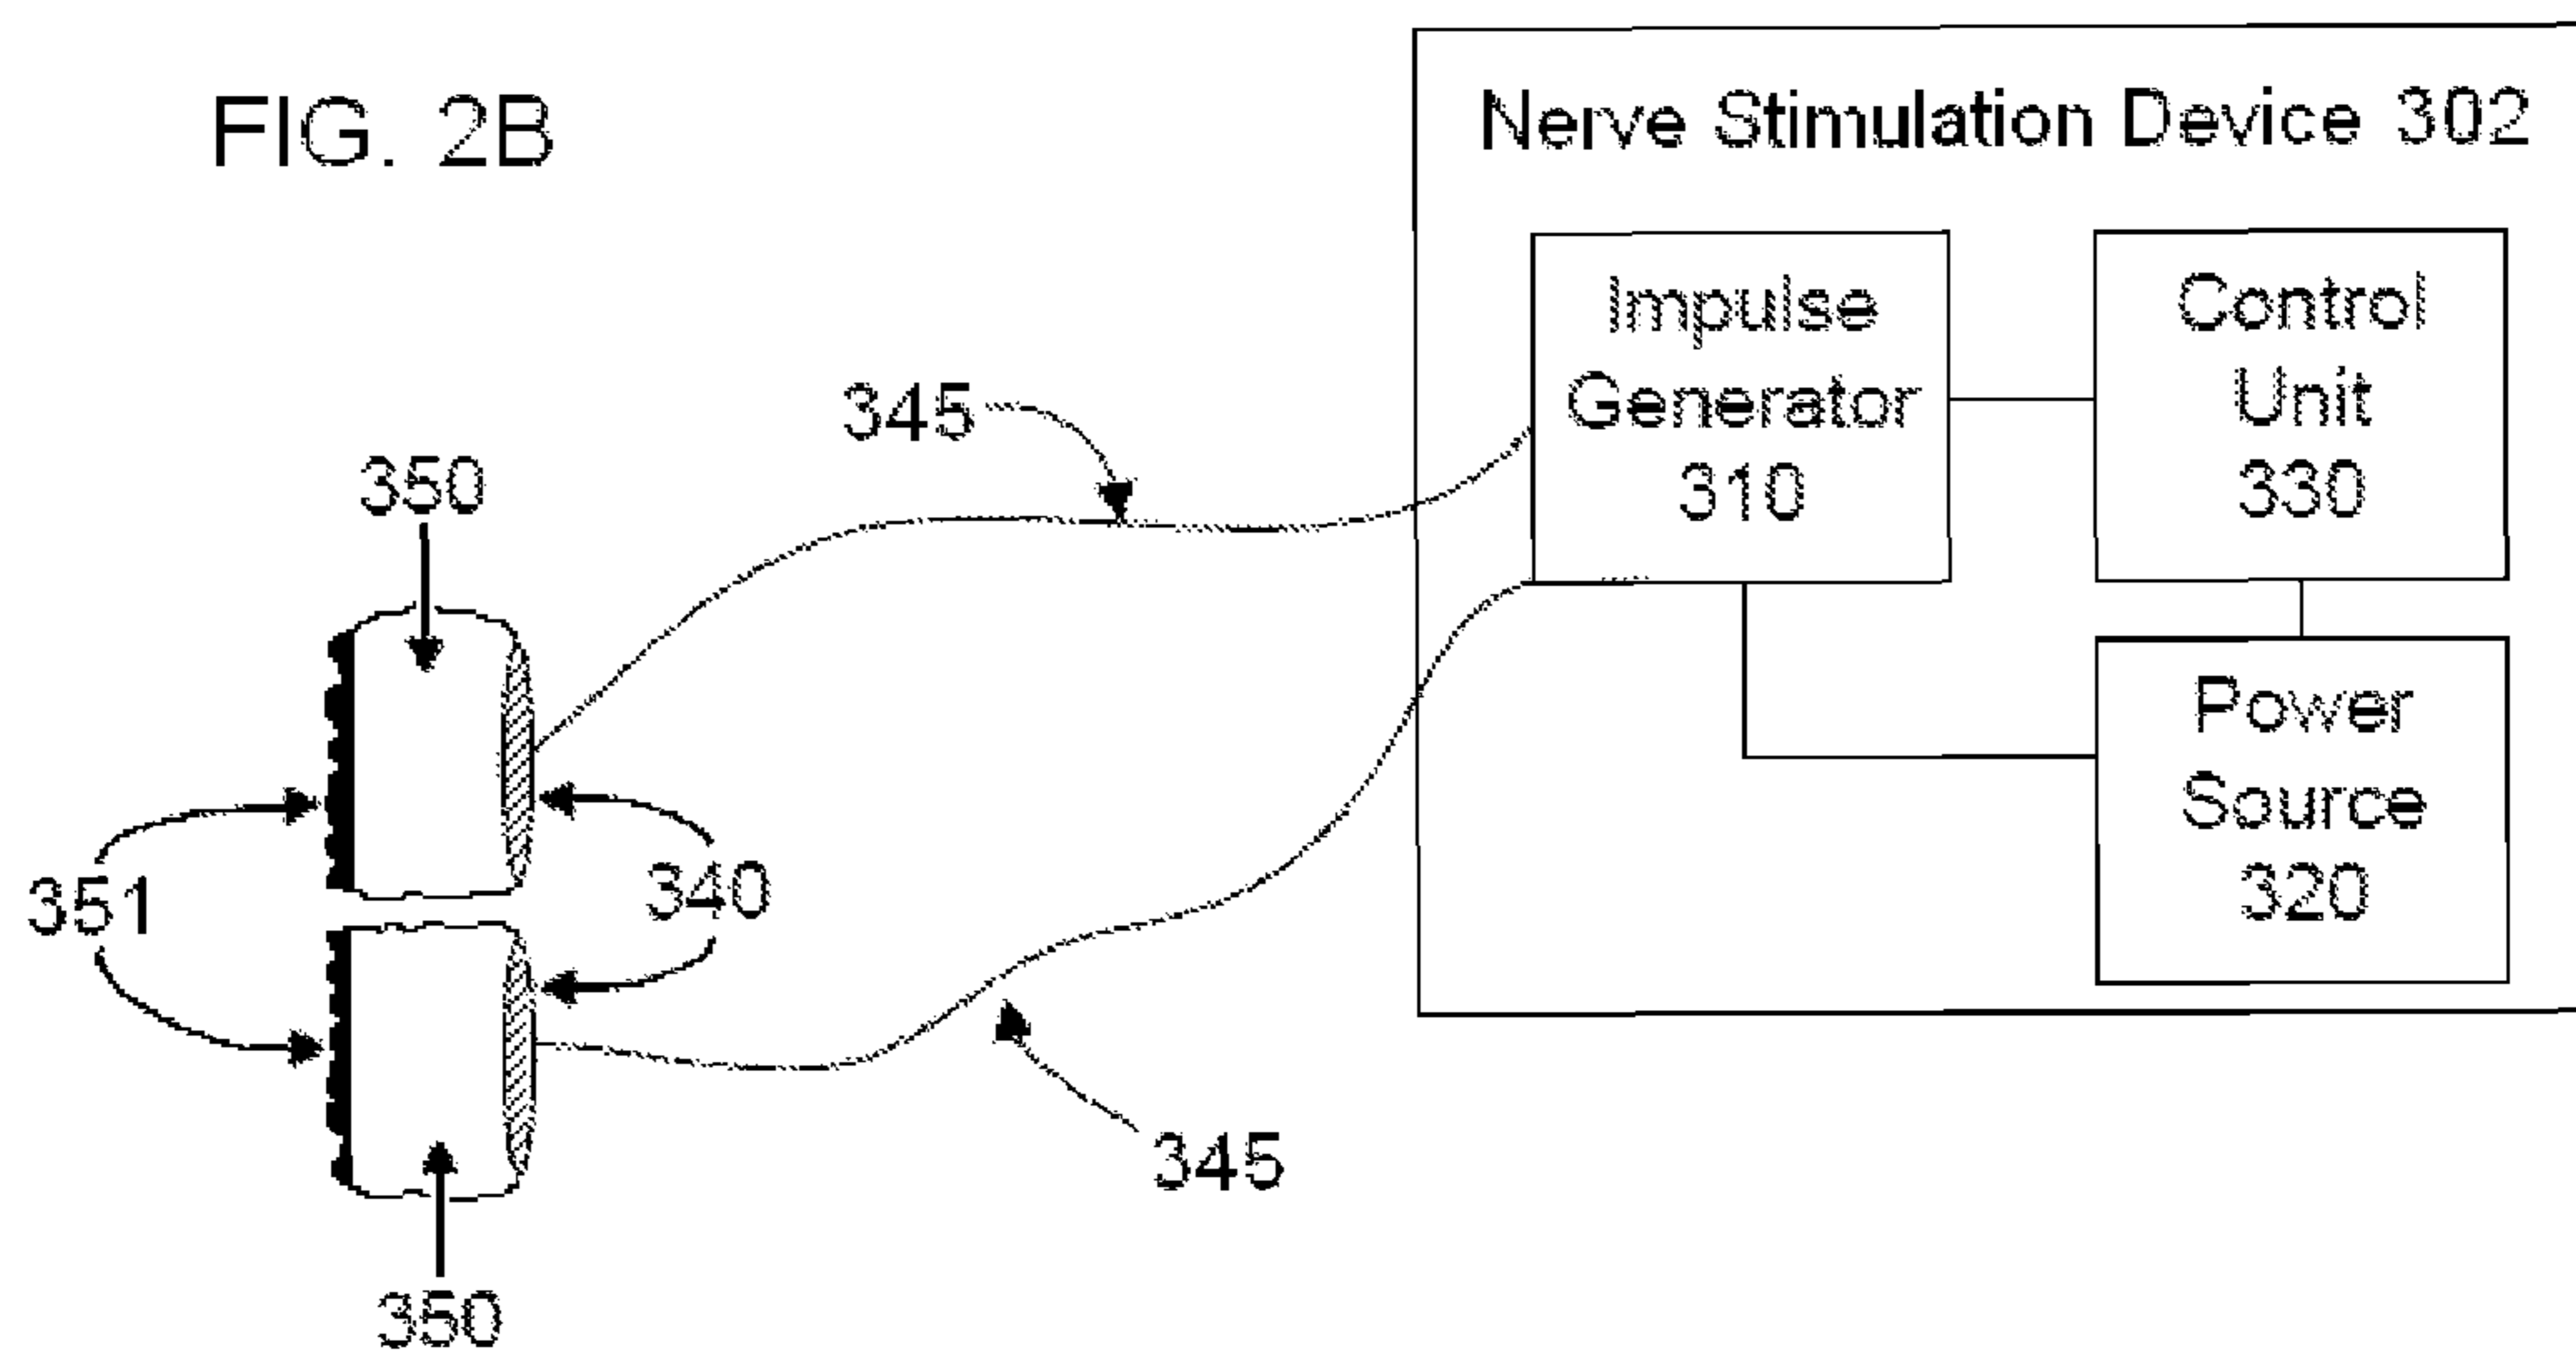 FIG. 2B
Nerve Stimulation Device 302
Impulse
Generator
310
Control
Unit
330
Power
Source
320
345
350
351
340
345
350